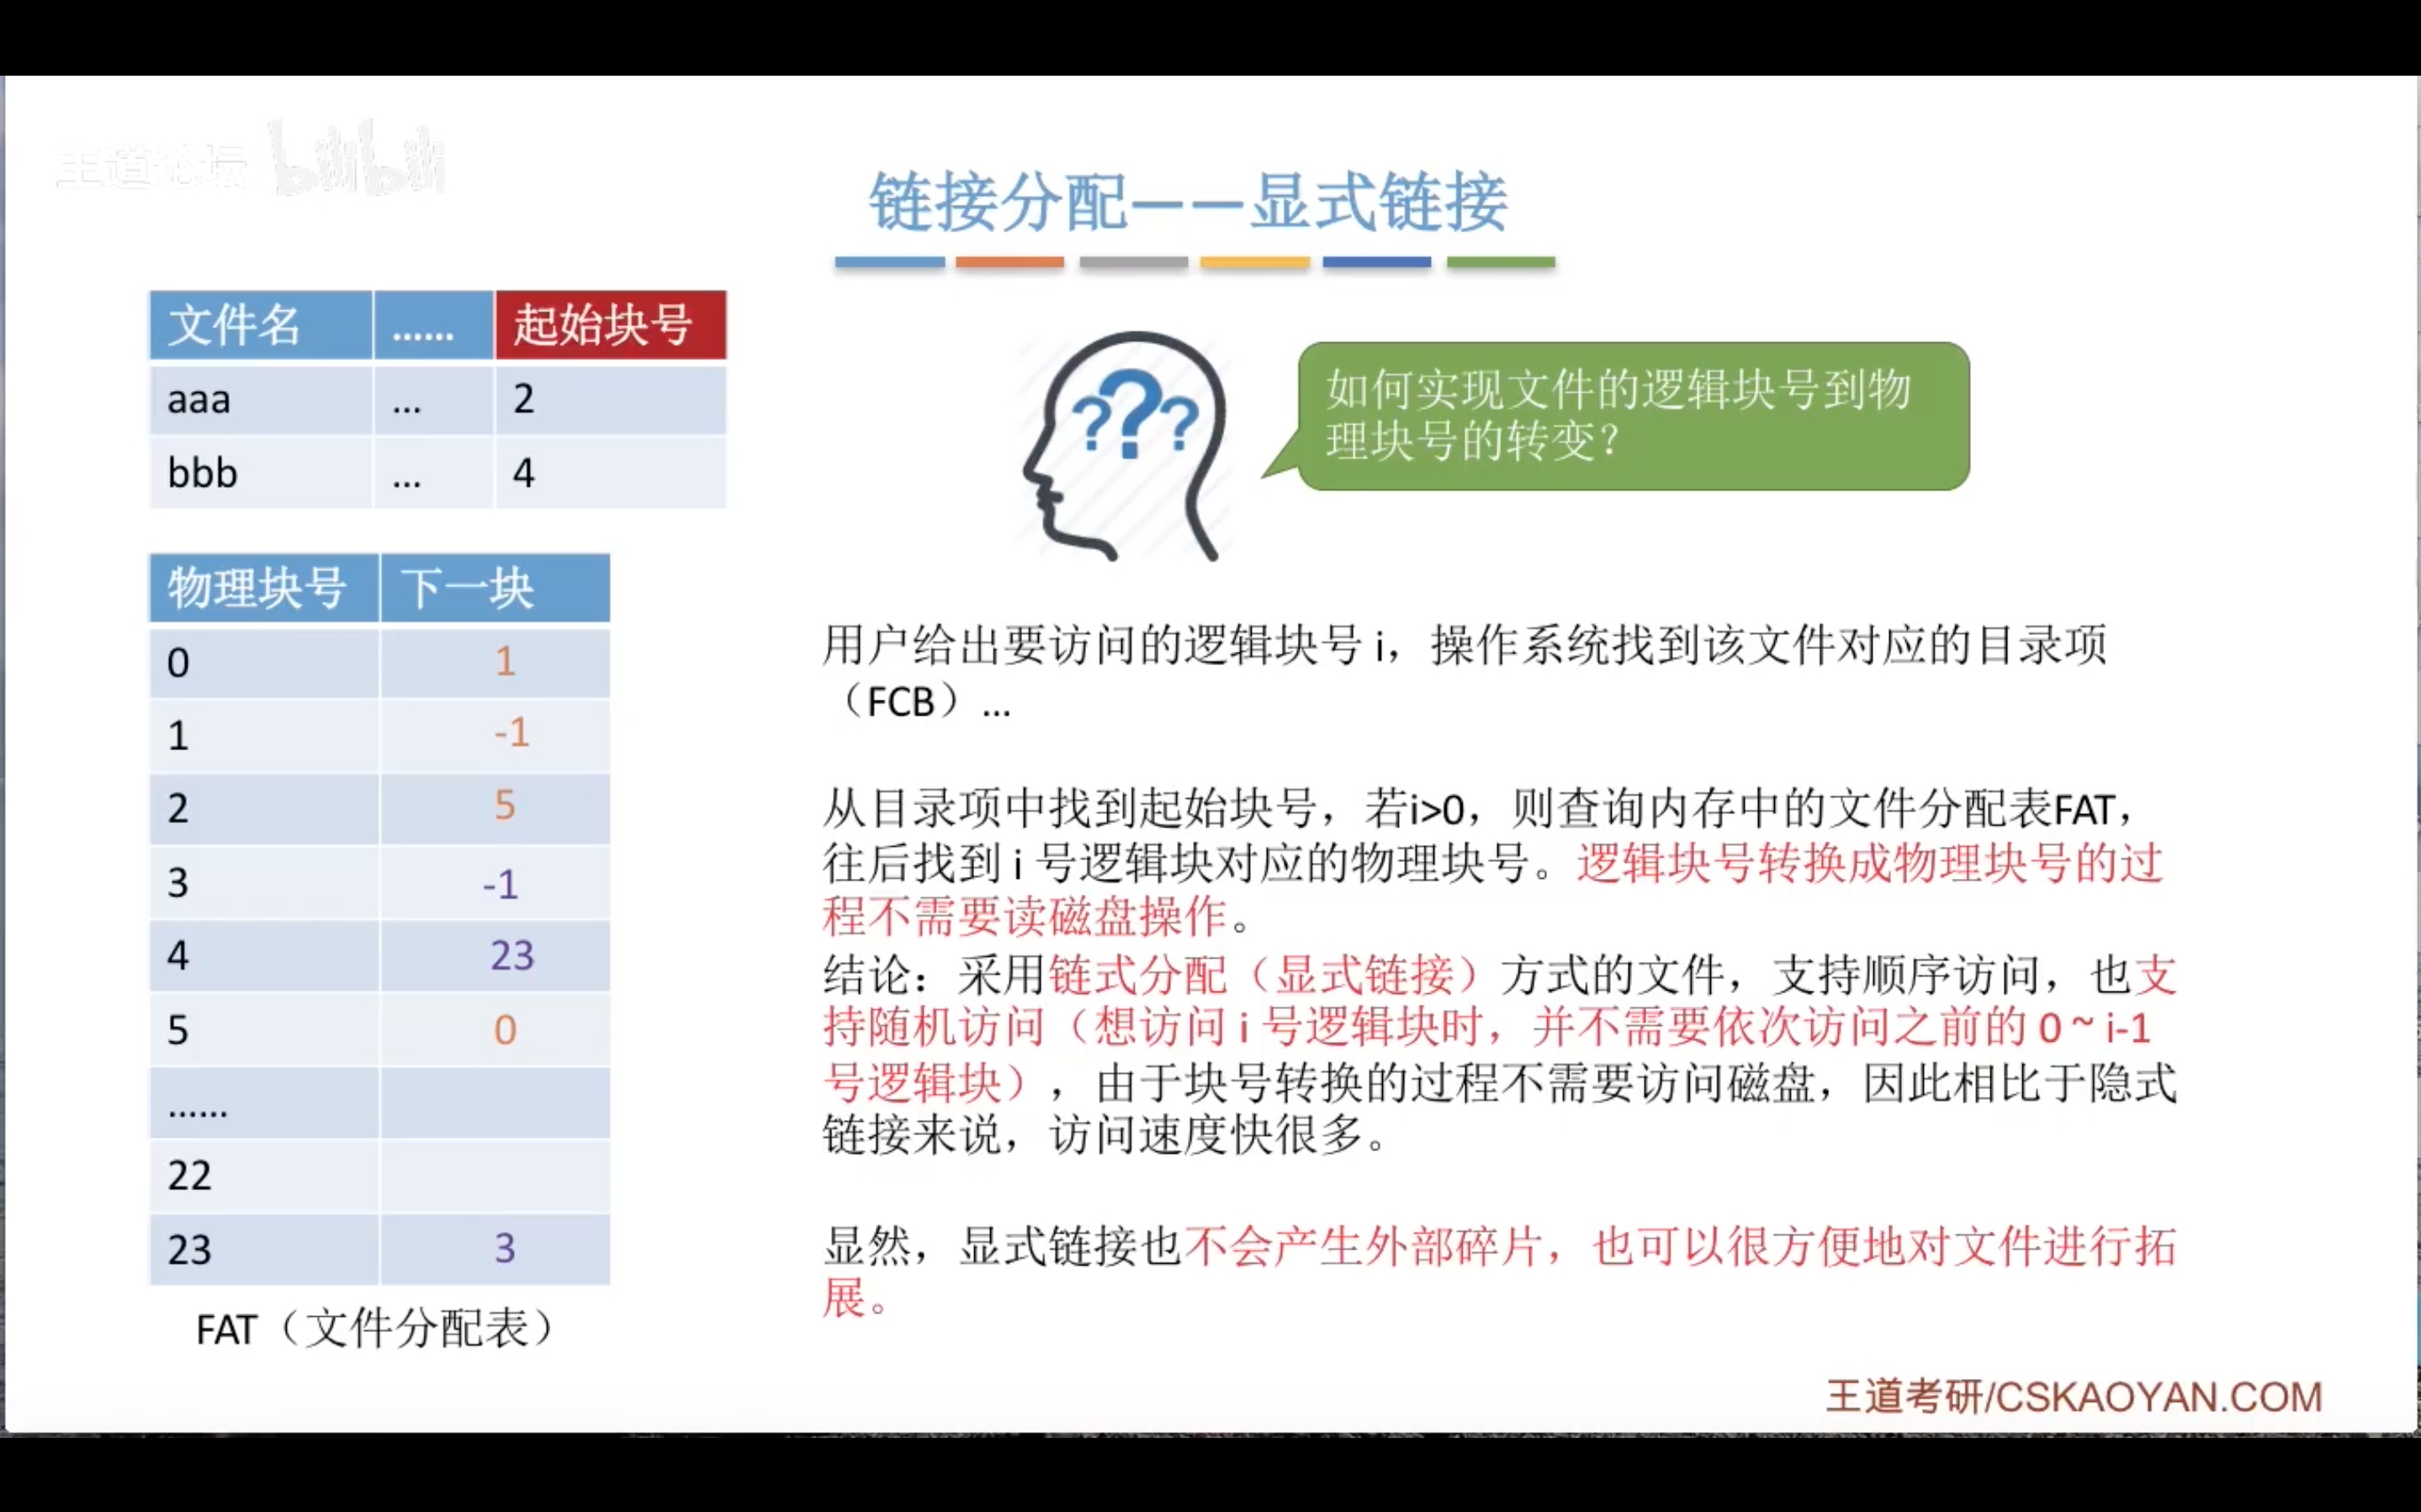 王道论坛 bilibili
链接分配——显式链接
文件名 …… 起始块号
aaa … 2
bbb … 4
如何实现文件的逻辑块号到物
理块号的转变？
物理块号 下一块
0 1
1 -1
2 5
3 -1
4 23
5 0
……
22
23 3
FAT（文件分配表）
用户给出要访问的逻辑块号 i，操作系统找到该文件对应的目录项
（FCB）…
从目录项中找到起始块号，若i>0，则查询内存中的文件分配表FAT，
往后找到 i 号逻辑块对应的物理块号。逻辑块号转换成物理块号的过
程不需要读磁盘操作。
结论：采用链式分配（显式链接）方式的文件，支持顺序访问，也支
持随机访问（想访问 i 号逻辑块时，并不需要依次访问之前的 0 ~ i-1
号逻辑块），由于块号转换的过程不需要访问磁盘，因此相比于隐式
链接来说，访问速度快很多。
显然，显式链接也不会产生外部碎片，也可以很方便地对文件进行拓
展。
王道考研/CSKAOYAN.COM